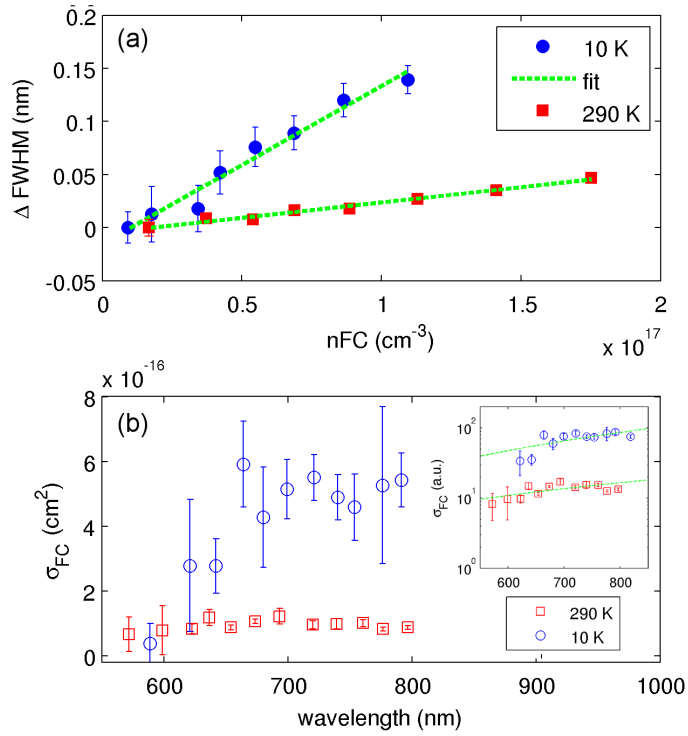 (a)
10 K
fit
290 K
0.15
0.1
0.05
0
-0.05
Δ FWHM (nm)
0 0.5 1 1.5 2
nFC (cm⁻³)
x 10¹⁷
x 10⁻¹⁶
(b)
8
6
4
2
0
σFC (cm²)
10²
10¹
10⁰
σFC (a.u.)
600 700 800
290 K
10 K
600 700 800 900 1000
wavelength (nm)